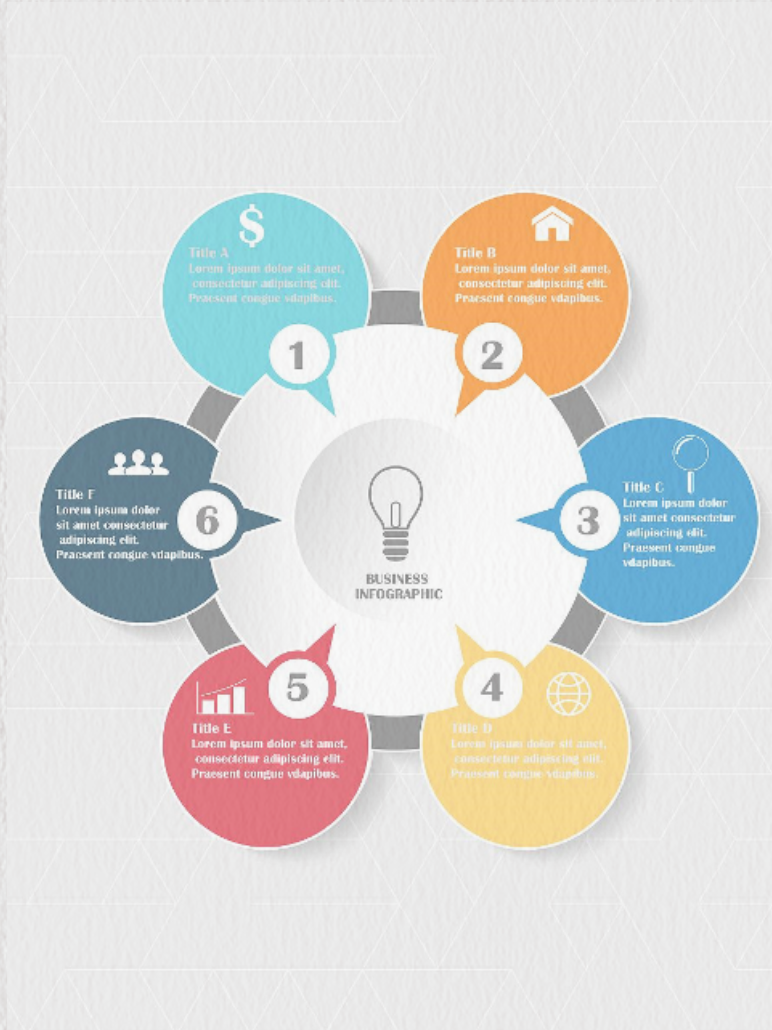 Title A
Lorem ipsum dolor sit amet,
consectetur adipiscing elit.
Praesent congue vdapibus.
1
Title B
Lorem ipsum dolor sit amet,
consectetur adipiscing elit.
Praesent congue vdapibus.
2
Title C
Lorem ipsum dolor
sit amet consectetur
adipiscing elit.
Praesent congue
vdapibus.
3
Title D
Lorem ipsum dolor sit amet,
consectetur adipiscing elit.
Praesent congue vdapibus.
4
Title E
Lorem ipsum dolor sit amet,
consectetur adipiscing elit.
Praesent congue vdapibus.
5
Title F
Lorem ipsum dolor
sit amet consectetur
adipiscing elit.
Praesent congue vdapibus.
6
BUSINESS
INFOGRAPHIC